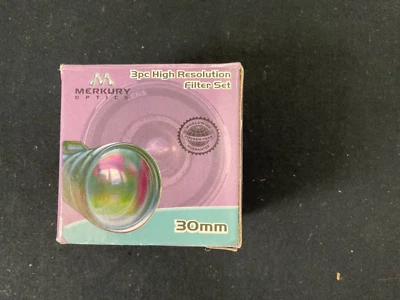 MERKURY
OPTICS
3pc High Resolution
Filter Set
30mm